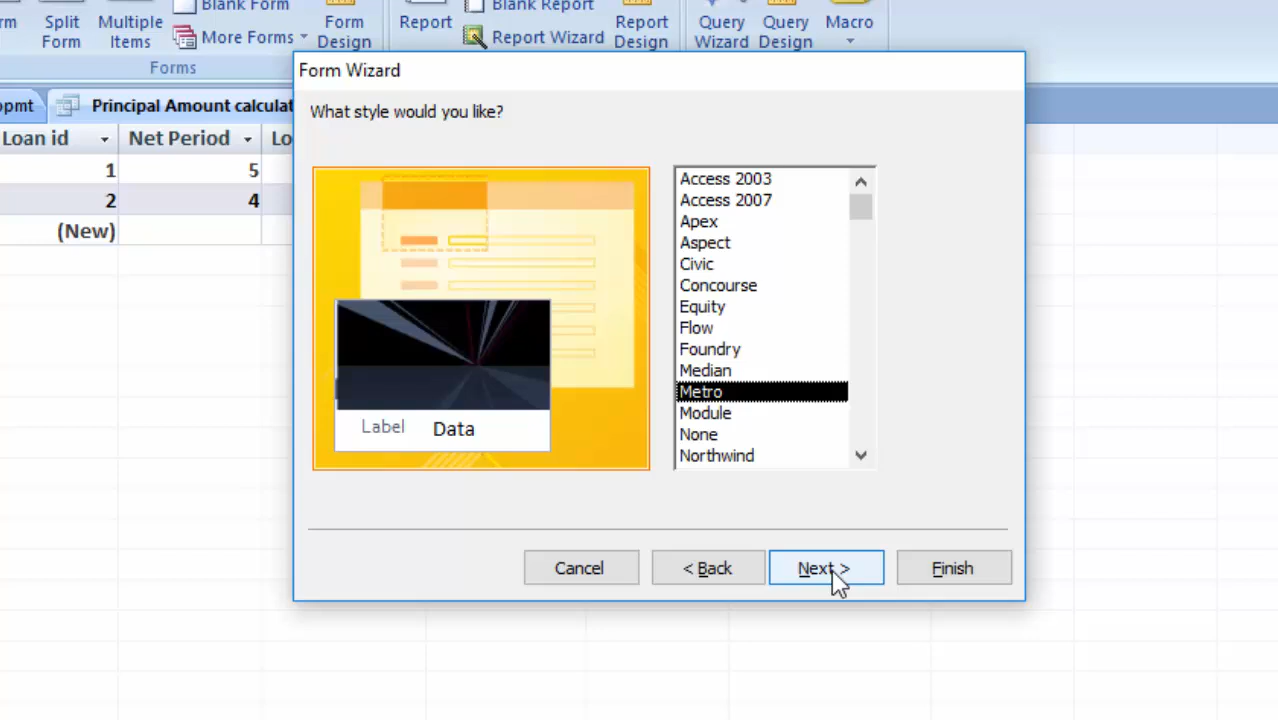 Blank Form
Blank Report
Split
Form
Multiple
Items
More Forms
Form
Design
Report
Report Wizard
Report
Design
Query
Wizard
Query
Design
Macro
Forms
Form Wizard
Principal Amount calculat
What style would you like?
Loan id
Net Period
Lo
1
5
2
4
(New)
Label
Data
Access 2003
Access 2007
Apex
Aspect
Civic
Concourse
Equity
Flow
Foundry
Median
Metro
Module
None
Northwind
Cancel
< Back
Next >
Finish